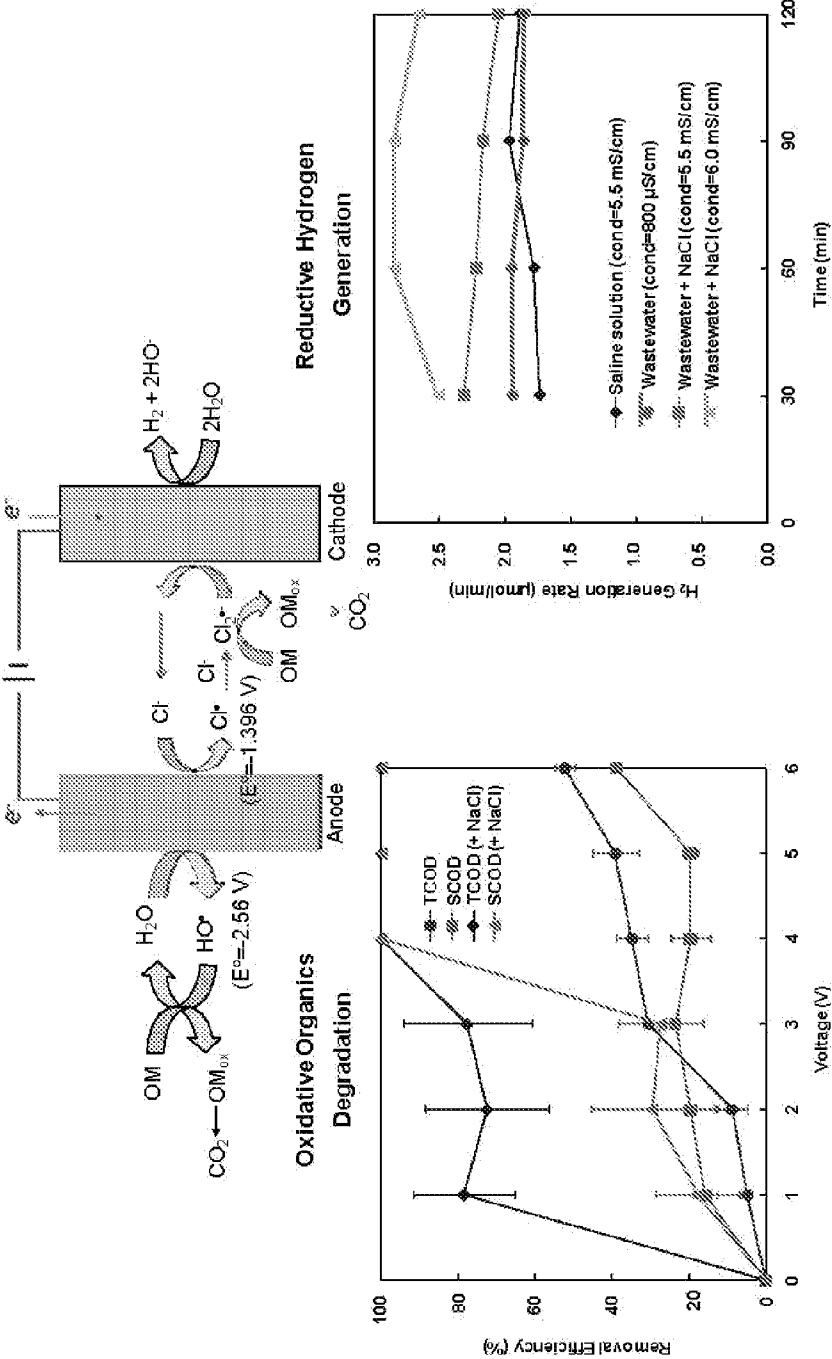 e⁻
e⁻
OM
H₂O
CO₂
OMₒₓ
HO•
(E°=-2.56 V)
Anode
Cl⁻
Cl•
Cl⁻
Cl₂•⁻
(E°=-1.396 V)
OM
OMₒₓ
CO₂
Cathode
H₂ + 2HO⁻
2H₂O
Oxidative Organics
Degradation
Reductive Hydrogen
Generation
Removal Efficiency (%)
100
80
60
40
20
0
TCOD
SCOD
TCOD (+ NaCl)
SCOD (+ NaCl)
0 1 2 3 4 5 6
Voltage (V)
H₂ Generation Rate (μmol/min)
3.0
2.5
2.0
1.5
1.0
0.5
0.0
Saline solution (cond=5.5 mS/cm)
Wastewater (cond=800 μS/cm)
Wastewater + NaCl (cond=5.5 mS/cm)
Wastewater + NaCl (cond=6.0 mS/cm)
0 30 60 90 120
Time (min)